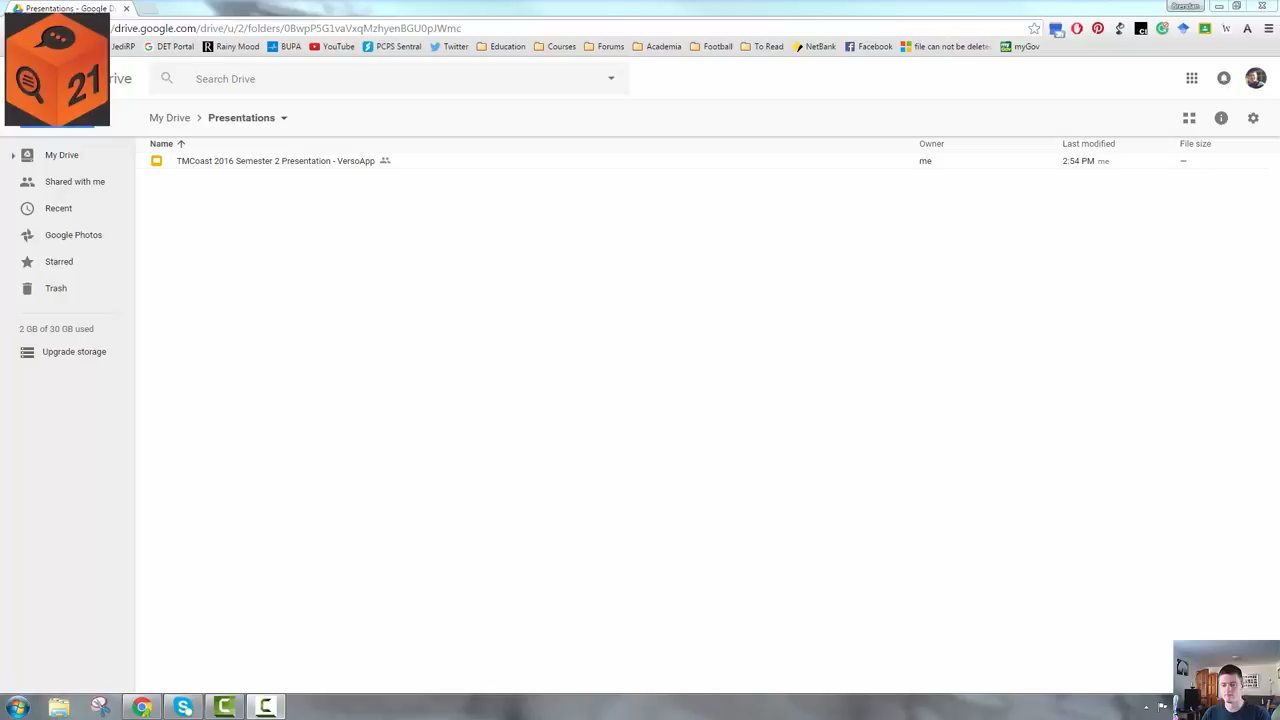 Presentations - Google D
Brendan
drive.google.com/drive/u/2/folders/0BwpP5G1vaVxqMzhyenBGU0pJWmc
JediRP
DET Portal
Rainy Mood
BUPA
YouTube
PCPS Sentral
Twitter
Education
Courses
Forums
Academia
Football
To Read
NetBank
Facebook
file can not be delete
myGov
21
rive
Search Drive
My Drive > Presentations
Name
Owner
Last modified
File size
TMCoast 2016 Semester 2 Presentation - VersoApp
me
2:54 PM me
—
My Drive
Shared with me
Recent
Google Photos
Starred
Trash
2 GB of 30 GB used
Upgrade storage